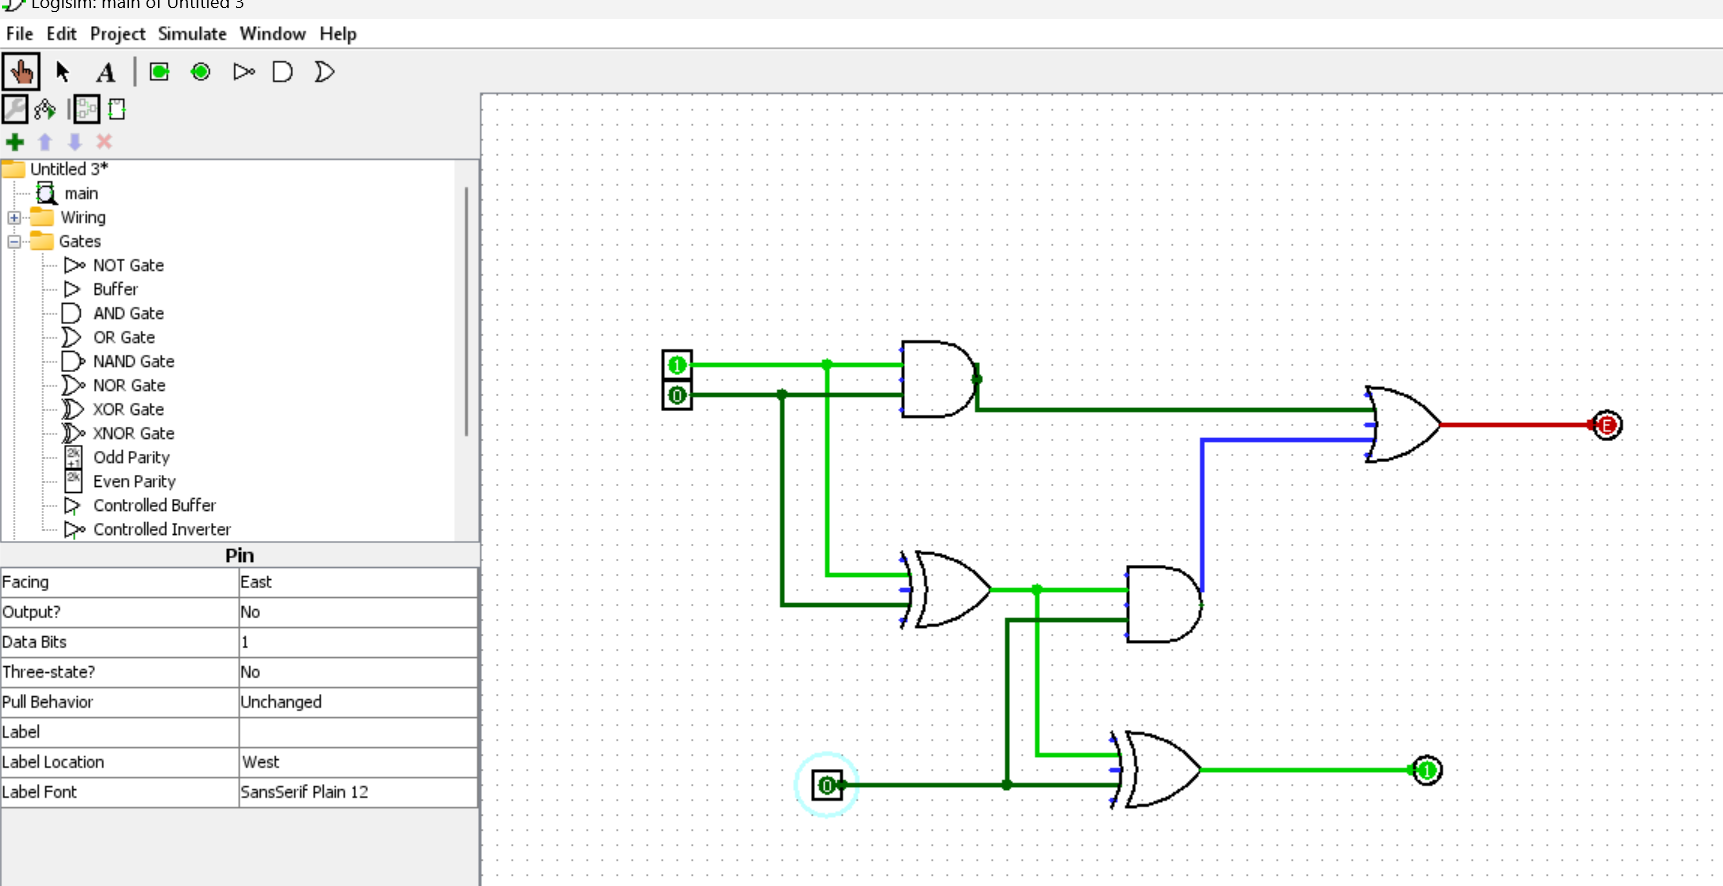 Logisim: main of Untitled 3
File Edit Project Simulate Window Help
A
Untitled 3*
main
Wiring
Gates
NOT Gate
Buffer
AND Gate
OR Gate
NAND Gate
NOR Gate
XOR Gate
XNOR Gate
2k+1 Odd Parity
2k Even Parity
Controlled Buffer
Controlled Inverter
Pin
Facing East
Output? No
Data Bits 1
Three-state? No
Pull Behavior Unchanged
Label
Label Location West
Label Font SansSerif Plain 12
1
0
E
0
1